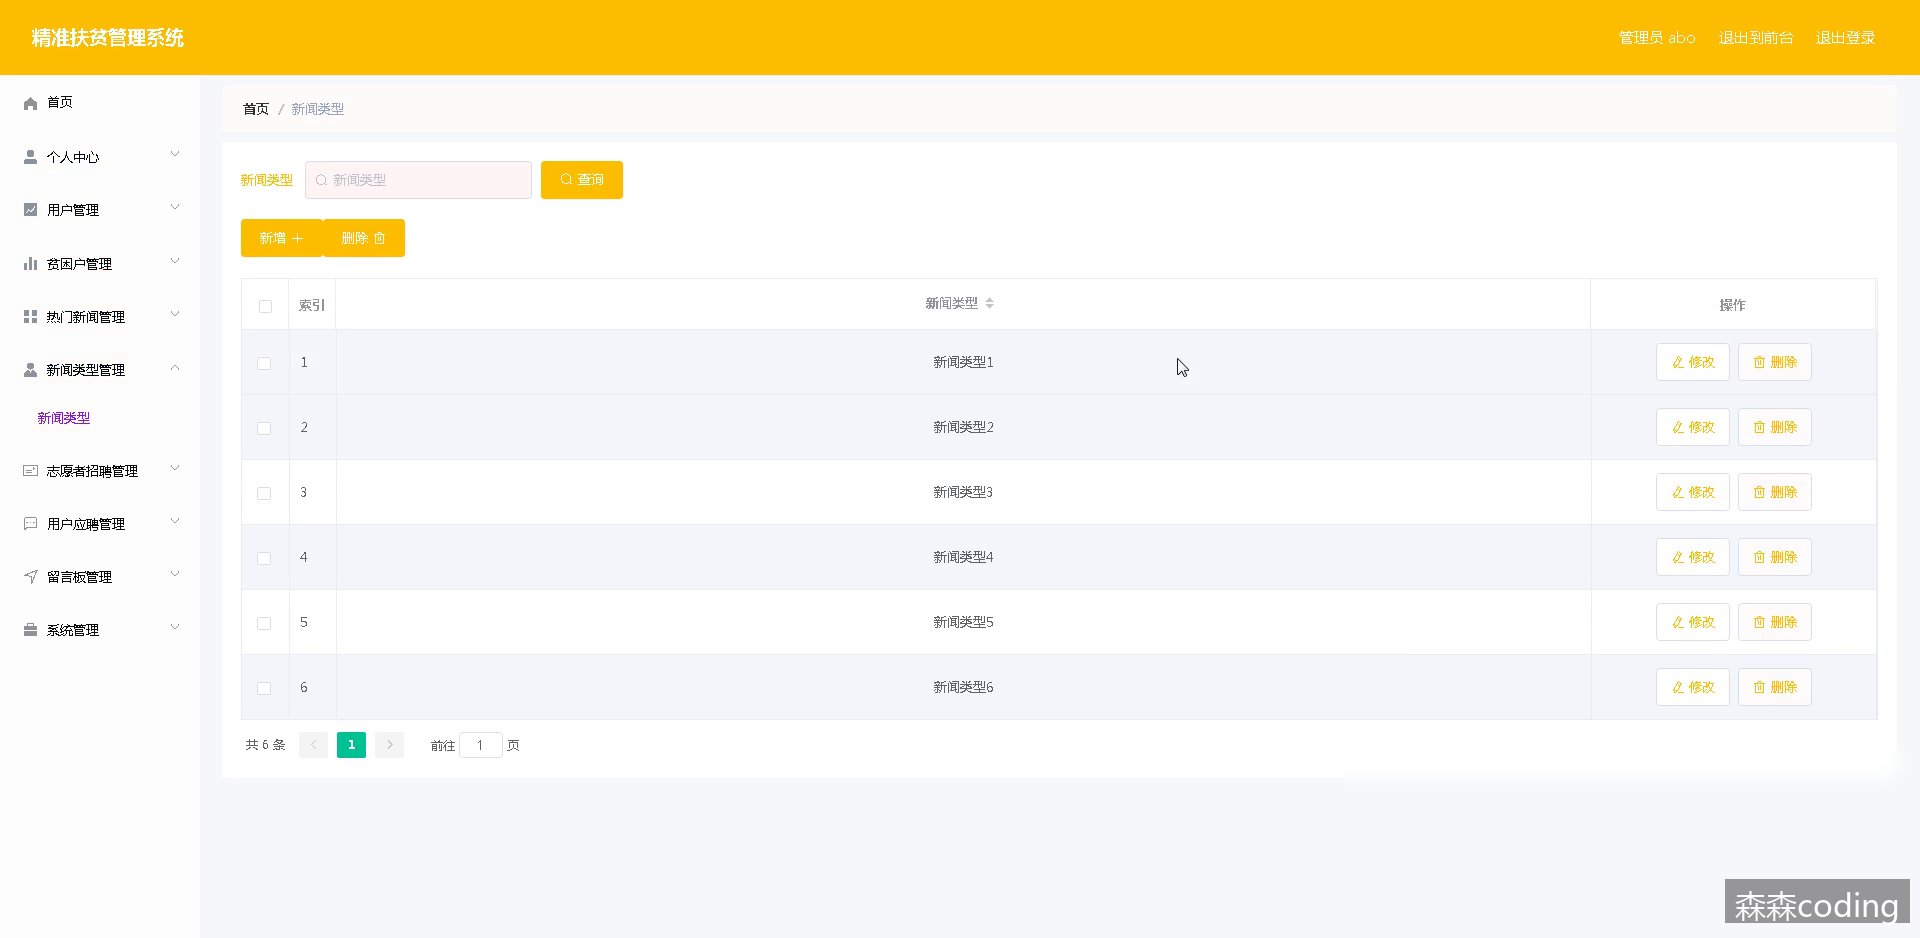 精准扶贫管理系统
管理员 abo 退出到前台 退出登录
首页
个人中心
用户管理
贫困户管理
热门新闻管理
新闻类型管理
新闻类型
志愿者招聘管理
用户应聘管理
留言板管理
系统管理
首页 / 新闻类型
新闻类型 新闻类型 查询
新增 删除
索引 新闻类型 操作
1 新闻类型1 修改 删除
2 新闻类型2 修改 删除
3 新闻类型3 修改 删除
4 新闻类型4 修改 删除
5 新闻类型5 修改 删除
6 新闻类型6 修改 删除
共 6 条 1 前往 1 页
森森coding